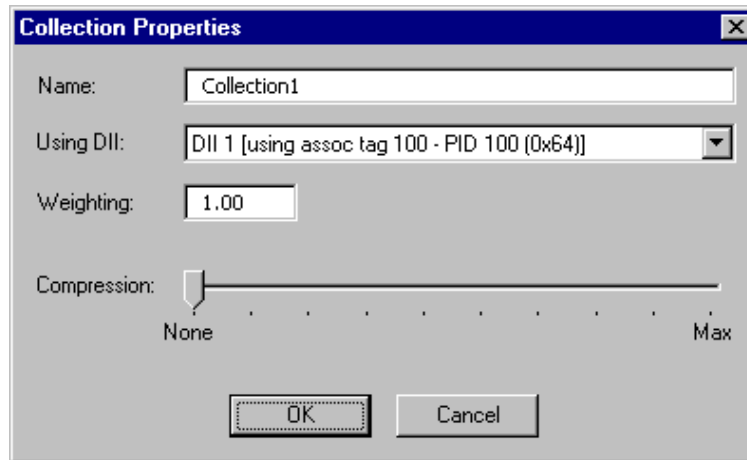 Collection Properties
Name: Collection1
Using DII: DII 1 [using assoc tag 100 - PID 100 (0x64)]
Weighting: 1.00
Compression:
None Max
OK Cancel